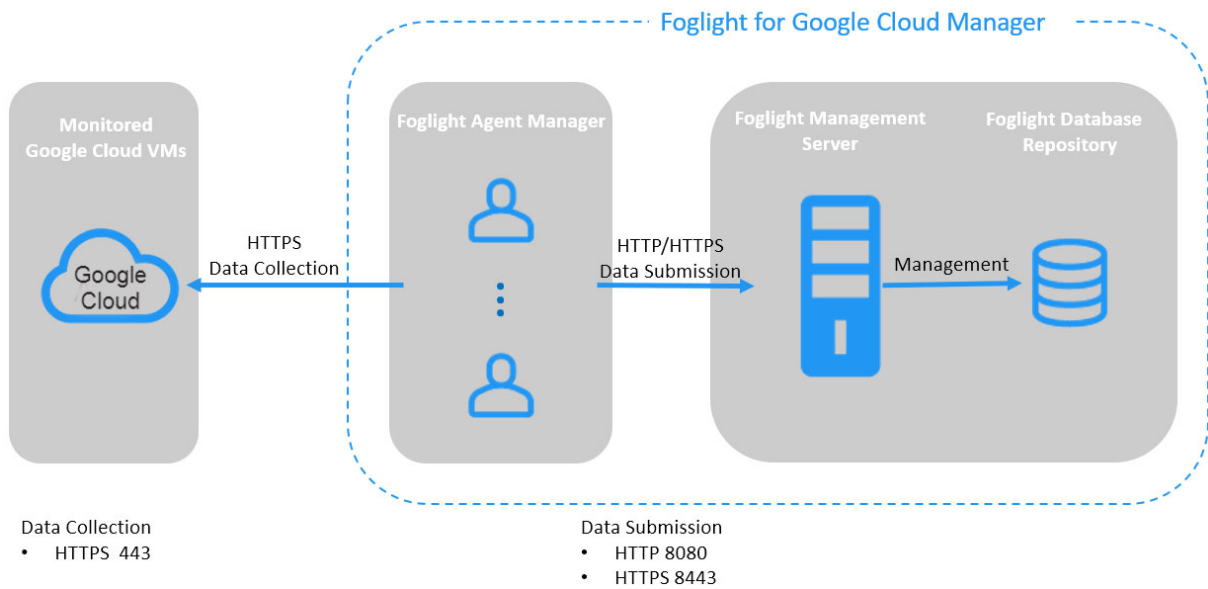 Foglight for Google Cloud Manager
Monitored
Google Cloud VMs
Foglight Agent Manager
Foglight Management
Server
Foglight Database
Repository
Google
Cloud
HTTPS
Data Collection
HTTP/HTTPS
Data Submission
Management
Data Collection
• HTTPS 443
Data Submission
• HTTP 8080
• HTTPS 8443